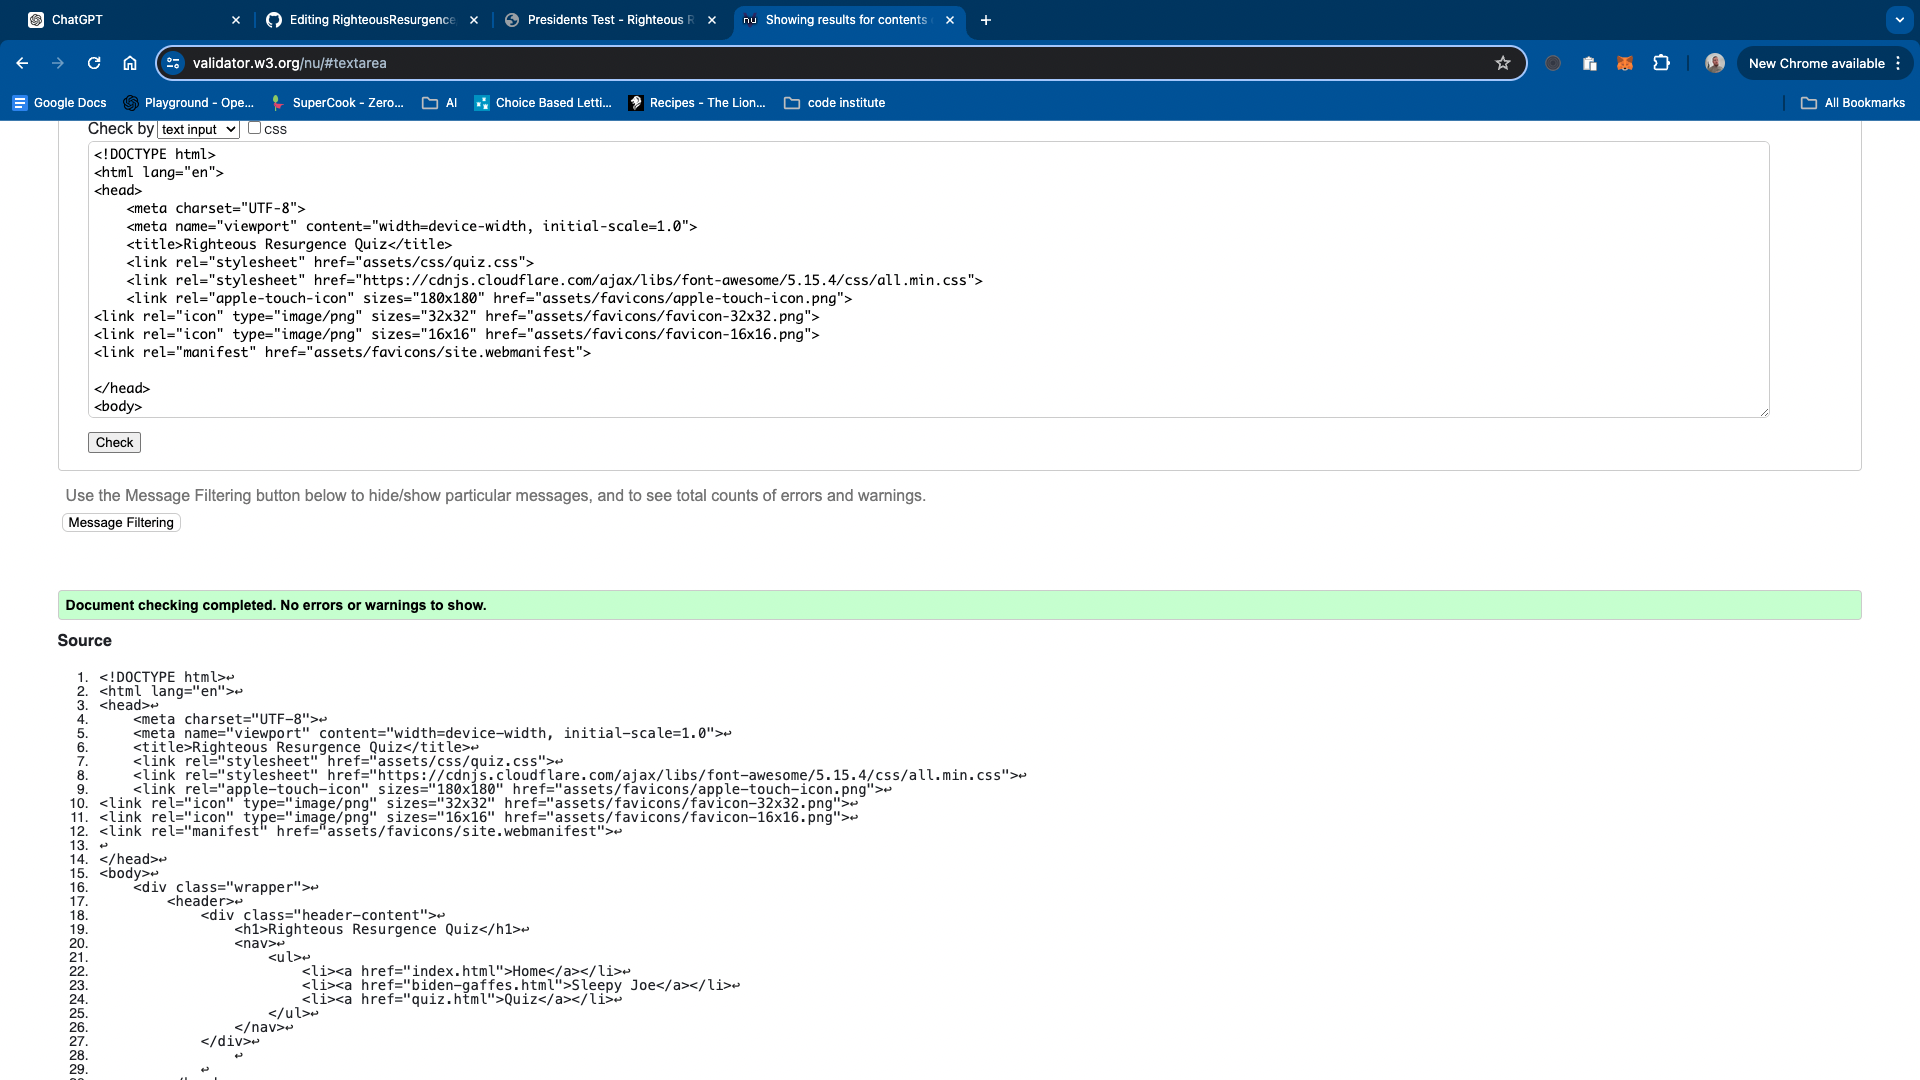 ChatGPT
Editing RighteousResurgence
Presidents Test - Righteous R
Showing results for contents
validator.w3.org/nu/#textarea
New Chrome available
Google Docs
Playground - Ope...
SuperCook - Zero...
AI
Choice Based Letti...
Recipes - The Lion...
code institute
All Bookmarks
Check by text input css
<!DOCTYPE html>
<html lang="en">
<head>
    <meta charset="UTF-8">
    <meta name="viewport" content="width=device-width, initial-scale=1.0">
    <title>Righteous Resurgence Quiz</title>
    <link rel="stylesheet" href="assets/css/quiz.css">
    <link rel="stylesheet" href="https://cdnjs.cloudflare.com/ajax/libs/font-awesome/5.15.4/css/all.min.css">
    <link rel="apple-touch-icon" sizes="180x180" href="assets/favicons/apple-touch-icon.png">
<link rel="icon" type="image/png" sizes="32x32" href="assets/favicons/favicon-32x32.png">
<link rel="icon" type="image/png" sizes="16x16" href="assets/favicons/favicon-16x16.png">
<link rel="manifest" href="assets/favicons/site.webmanifest">
</head>
<body>
Check
Use the Message Filtering button below to hide/show particular messages, and to see total counts of errors and warnings.
Message Filtering
Document checking completed. No errors or warnings to show.
Source
1. <!DOCTYPE html>↩
2. <html lang="en">↩
3. <head>↩
4.     <meta charset="UTF-8">↩
5.     <meta name="viewport" content="width=device-width, initial-scale=1.0">↩
6.     <title>Righteous Resurgence Quiz</title>↩
7.     <link rel="stylesheet" href="assets/css/quiz.css">↩
8.     <link rel="stylesheet" href="https://cdnjs.cloudflare.com/ajax/libs/font-awesome/5.15.4/css/all.min.css">↩
9.     <link rel="apple-touch-icon" sizes="180x180" href="assets/favicons/apple-touch-icon.png">↩
10. <link rel="icon" type="image/png" sizes="32x32" href="assets/favicons/favicon-32x32.png">↩
11. <link rel="icon" type="image/png" sizes="16x16" href="assets/favicons/favicon-16x16.png">↩
12. <link rel="manifest" href="assets/favicons/site.webmanifest">↩
13. ↩
14. </head>↩
15. <body>↩
16.     <div class="wrapper">↩
17.         <header>↩
18.             <div class="header-content">↩
19.                 <h1>Righteous Resurgence Quiz</h1>↩
20.                 <nav>↩
21.                     <ul>↩
22.                         <li><a href="index.html">Home</a></li>↩
23.                         <li><a href="biden-gaffes.html">Sleepy Joe</a></li>↩
24.                         <li><a href="quiz.html">Quiz</a></li>↩
25.                     </ul>↩
26.                 </nav>↩
27.             </div>↩
28.                 ↩
29.             ↩